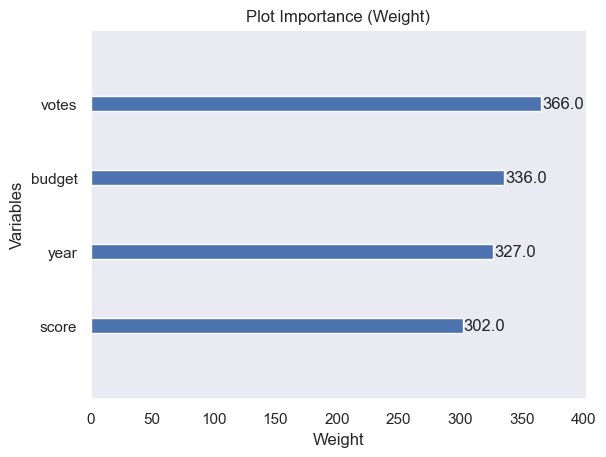 Plot Importance (Weight)
Variables
votes 366.0
budget 336.0
year 327.0
score 302.0
0 50 100 150 200 250 300 350 400
Weight